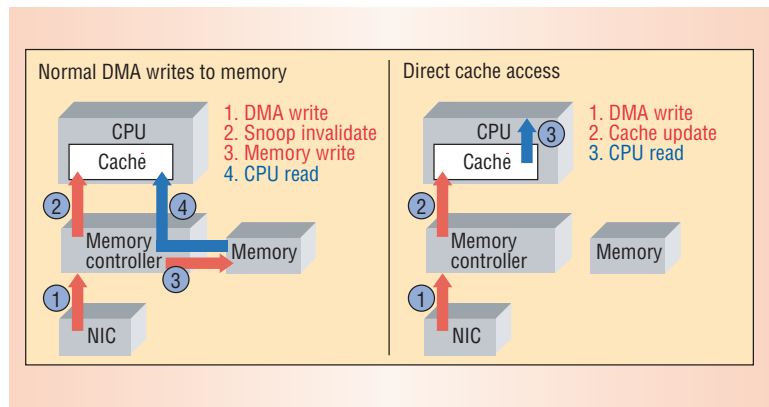 Normal DMA writes to memory
1. DMA write
2. Snoop invalidate
3. Memory write
4. CPU read
CPU
Cache
2
4
Memory
controller
Memory
3
1
NIC
Direct cache access
1. DMA write
2. Cache update
3. CPU read
CPU
3
Cache
2
Memory
controller
Memory
1
NIC